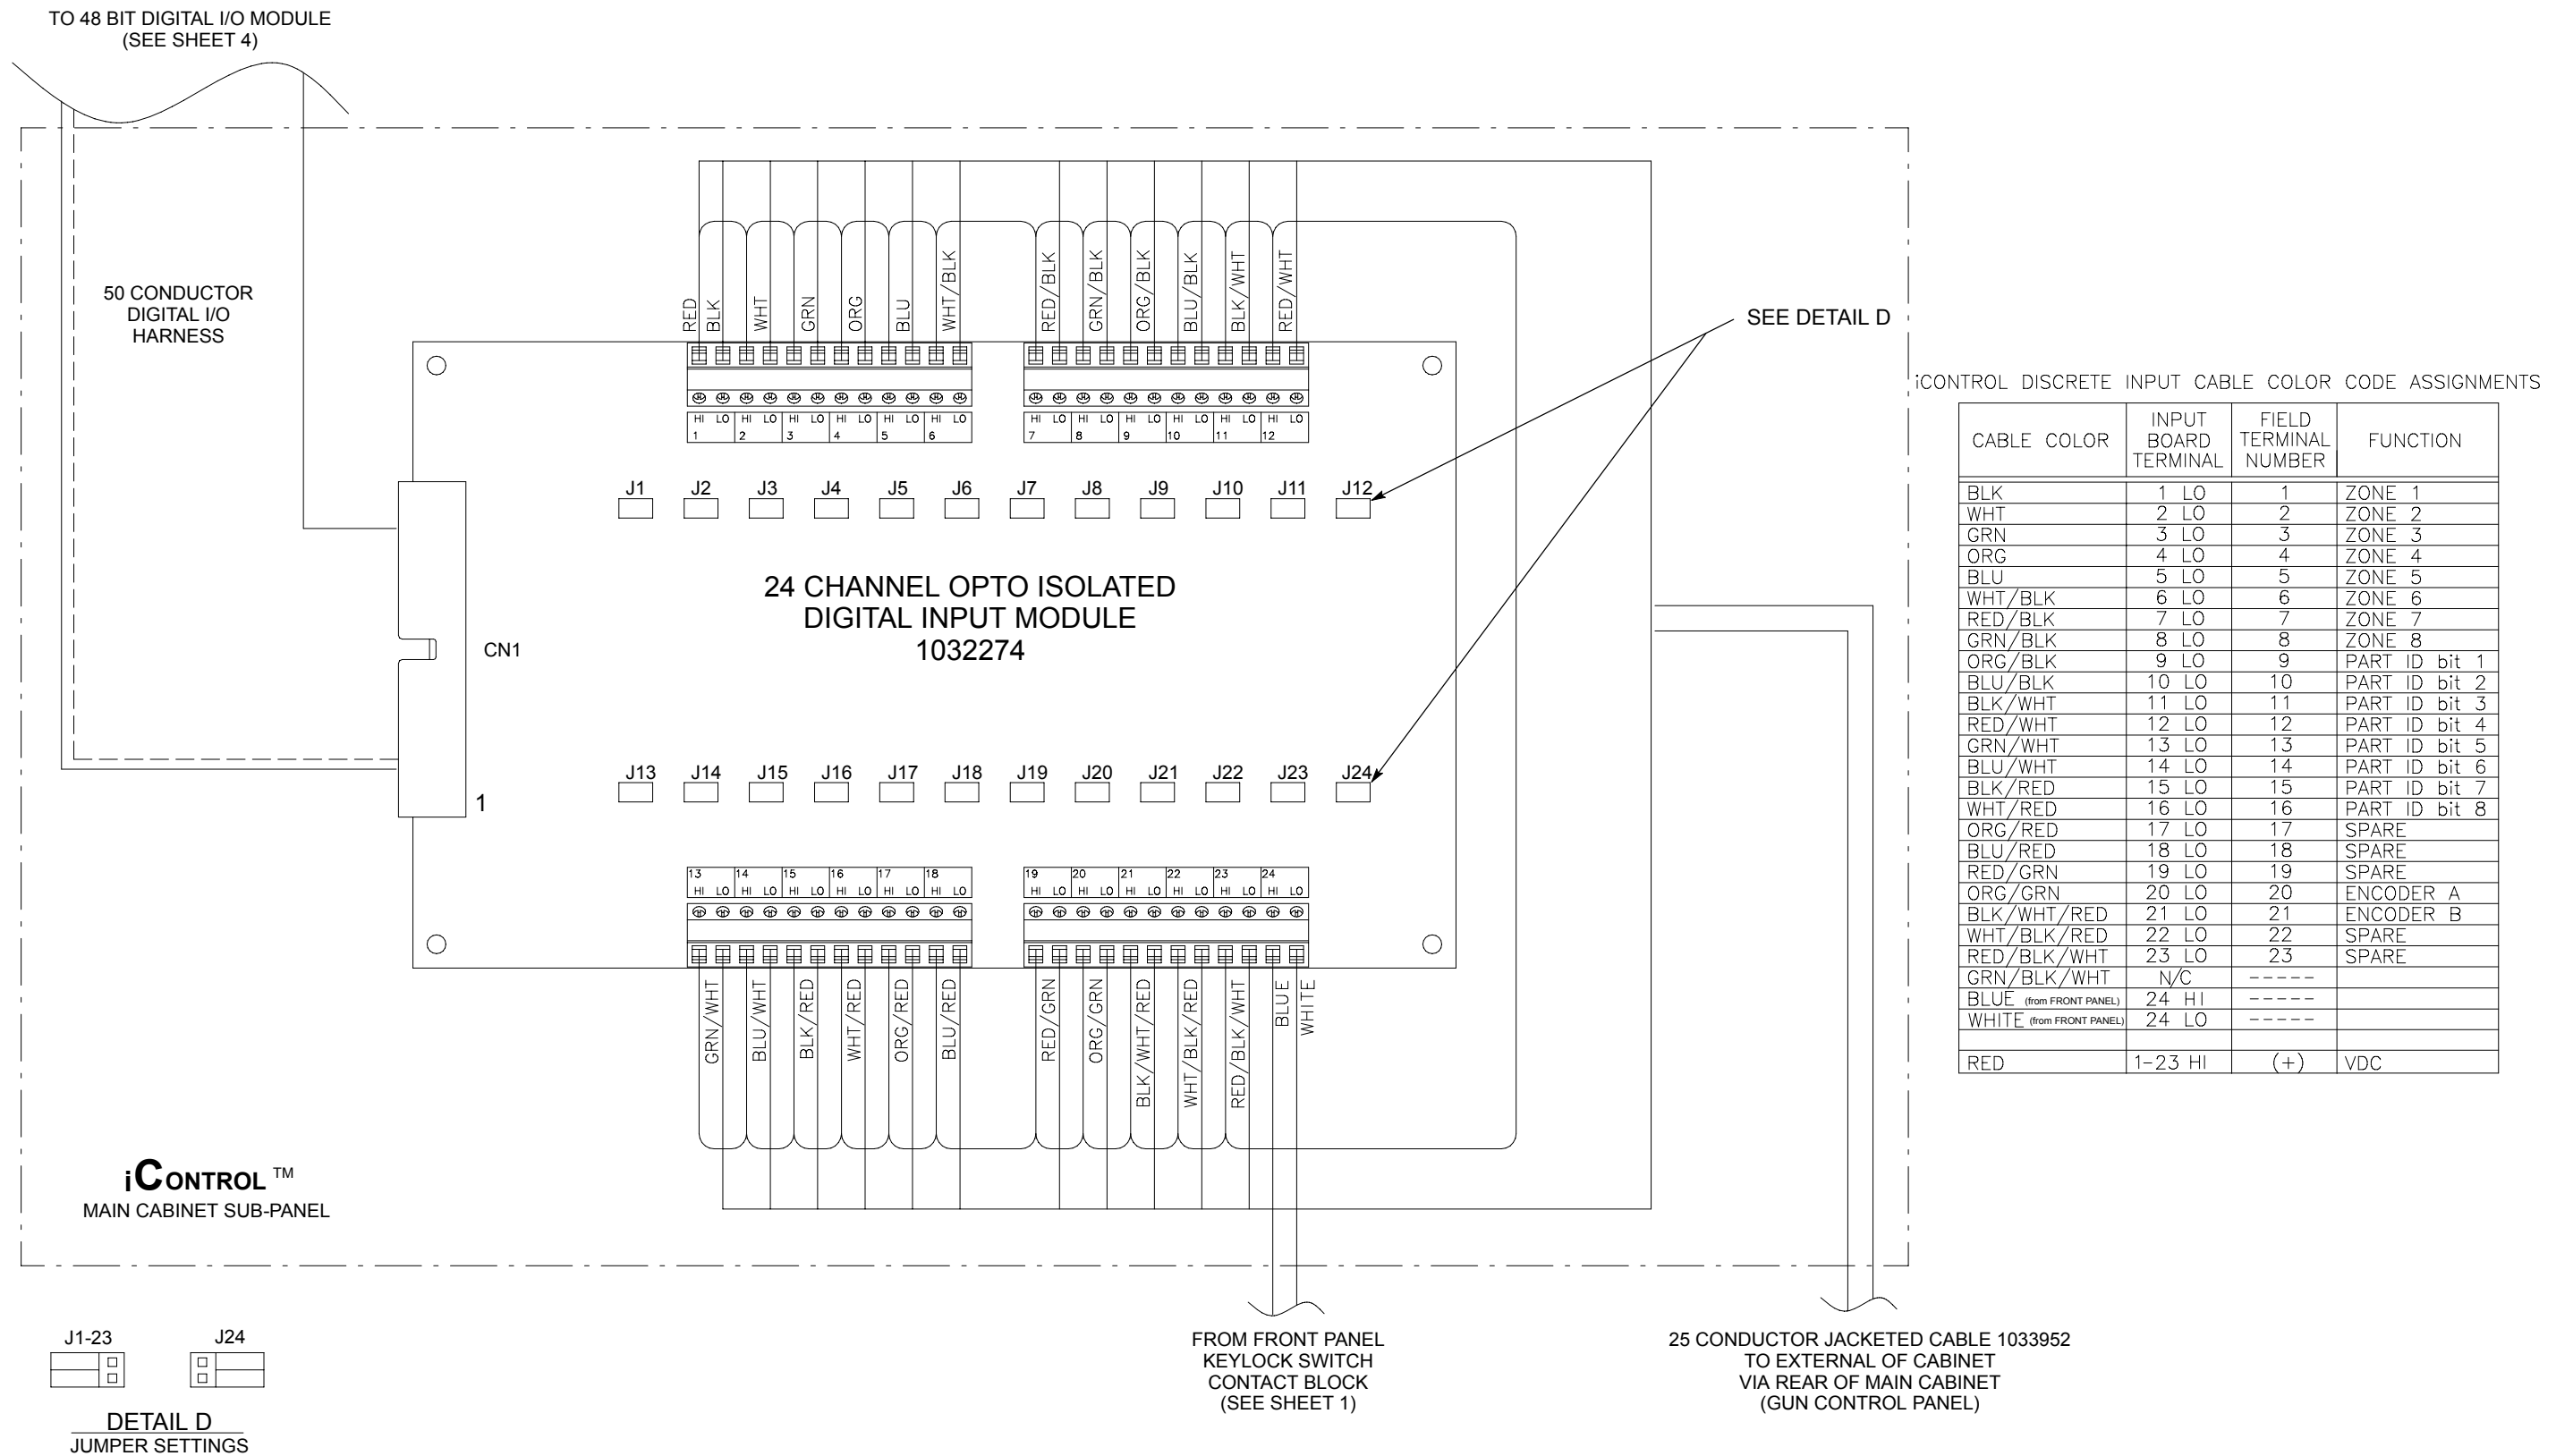 TO 48 BIT DIGITAL I/O MODULE
(SEE SHEET 4)
50 CONDUCTOR
DIGITAL I/O
HARNESS
RED
BLK
WHT
GRN
ORG
BLU
WHT/BLK
RED/BLK
GRN/BLK
ORG/BLK
BLU/BLK
BLK/WHT
RED/WHT
SEE DETAIL D
HI LO HI LO HI LO HI LO HI LO HI LO
1 2 3 4 5 6
HI LO HI LO HI LO HI LO HI LO HI LO
7 8 9 10 11 12
J1 J2 J3 J4 J5 J6 J7 J8 J9 J10 J11 J12
24 CHANNEL OPTO ISOLATED
DIGITAL INPUT MODULE
1032274
CN1
1
J13 J14 J15 J16 J17 J18 J19 J20 J21 J22 J23 J24
13 14 15 16 17 18
HI LO HI LO HI LO HI LO HI LO HI LO
19 20 21 22 23 24
HI LO HI LO HI LO HI LO HI LO HI LO
GRN/WHT
BLU/WHT
BLK/RED
WHT/RED
ORG/RED
BLU/RED
RED/GRN
ORG/GRN
BLK/WHT/RED
WHT/BLK/RED
RED/BLK/WHT
BLUE
WHITE
iCONTROL ™
MAIN CABINET SUB-PANEL
FROM FRONT PANEL
KEYLOCK SWITCH
CONTACT BLOCK
(SEE SHEET 1)
25 CONDUCTOR JACKETED CABLE 1033952
TO EXTERNAL OF CABINET
VIA REAR OF MAIN CABINET
(GUN CONTROL PANEL)
J1-23 J24
DETAIL D
JUMPER SETTINGS
iCONTROL DISCRETE INPUT CABLE COLOR CODE ASSIGNMENTS
CABLE COLOR
INPUT
BOARD
TERMINAL
FIELD
TERMINAL
NUMBER
FUNCTION
BLK 1 LO 1 ZONE 1
WHT 2 LO 2 ZONE 2
GRN 3 LO 3 ZONE 3
ORG 4 LO 4 ZONE 4
BLU 5 LO 5 ZONE 5
WHT/BLK 6 LO 6 ZONE 6
RED/BLK 7 LO 7 ZONE 7
GRN/BLK 8 LO 8 ZONE 8
ORG/BLK 9 LO 9 PART ID bit 1
BLU/BLK 10 LO 10 PART ID bit 2
BLK/WHT 11 LO 11 PART ID bit 3
RED/WHT 12 LO 12 PART ID bit 4
GRN/WHT 13 LO 13 PART ID bit 5
BLU/WHT 14 LO 14 PART ID bit 6
BLK/RED 15 LO 15 PART ID bit 7
WHT/RED 16 LO 16 PART ID bit 8
ORG/RED 17 LO 17 SPARE
BLU/RED 18 LO 18 SPARE
RED/GRN 19 LO 19 SPARE
ORG/GRN 20 LO 20 ENCODER A
BLK/WHT/RED 21 LO 21 ENCODER B
WHT/BLK/RED 22 LO 22 SPARE
RED/BLK/WHT 23 LO 23 SPARE
GRN/BLK/WHT N/C -----
BLUE (from FRONT PANEL) 24 HI -----
WHITE (from FRONT PANEL) 24 LO -----
RED 1-23 HI (+) VDC